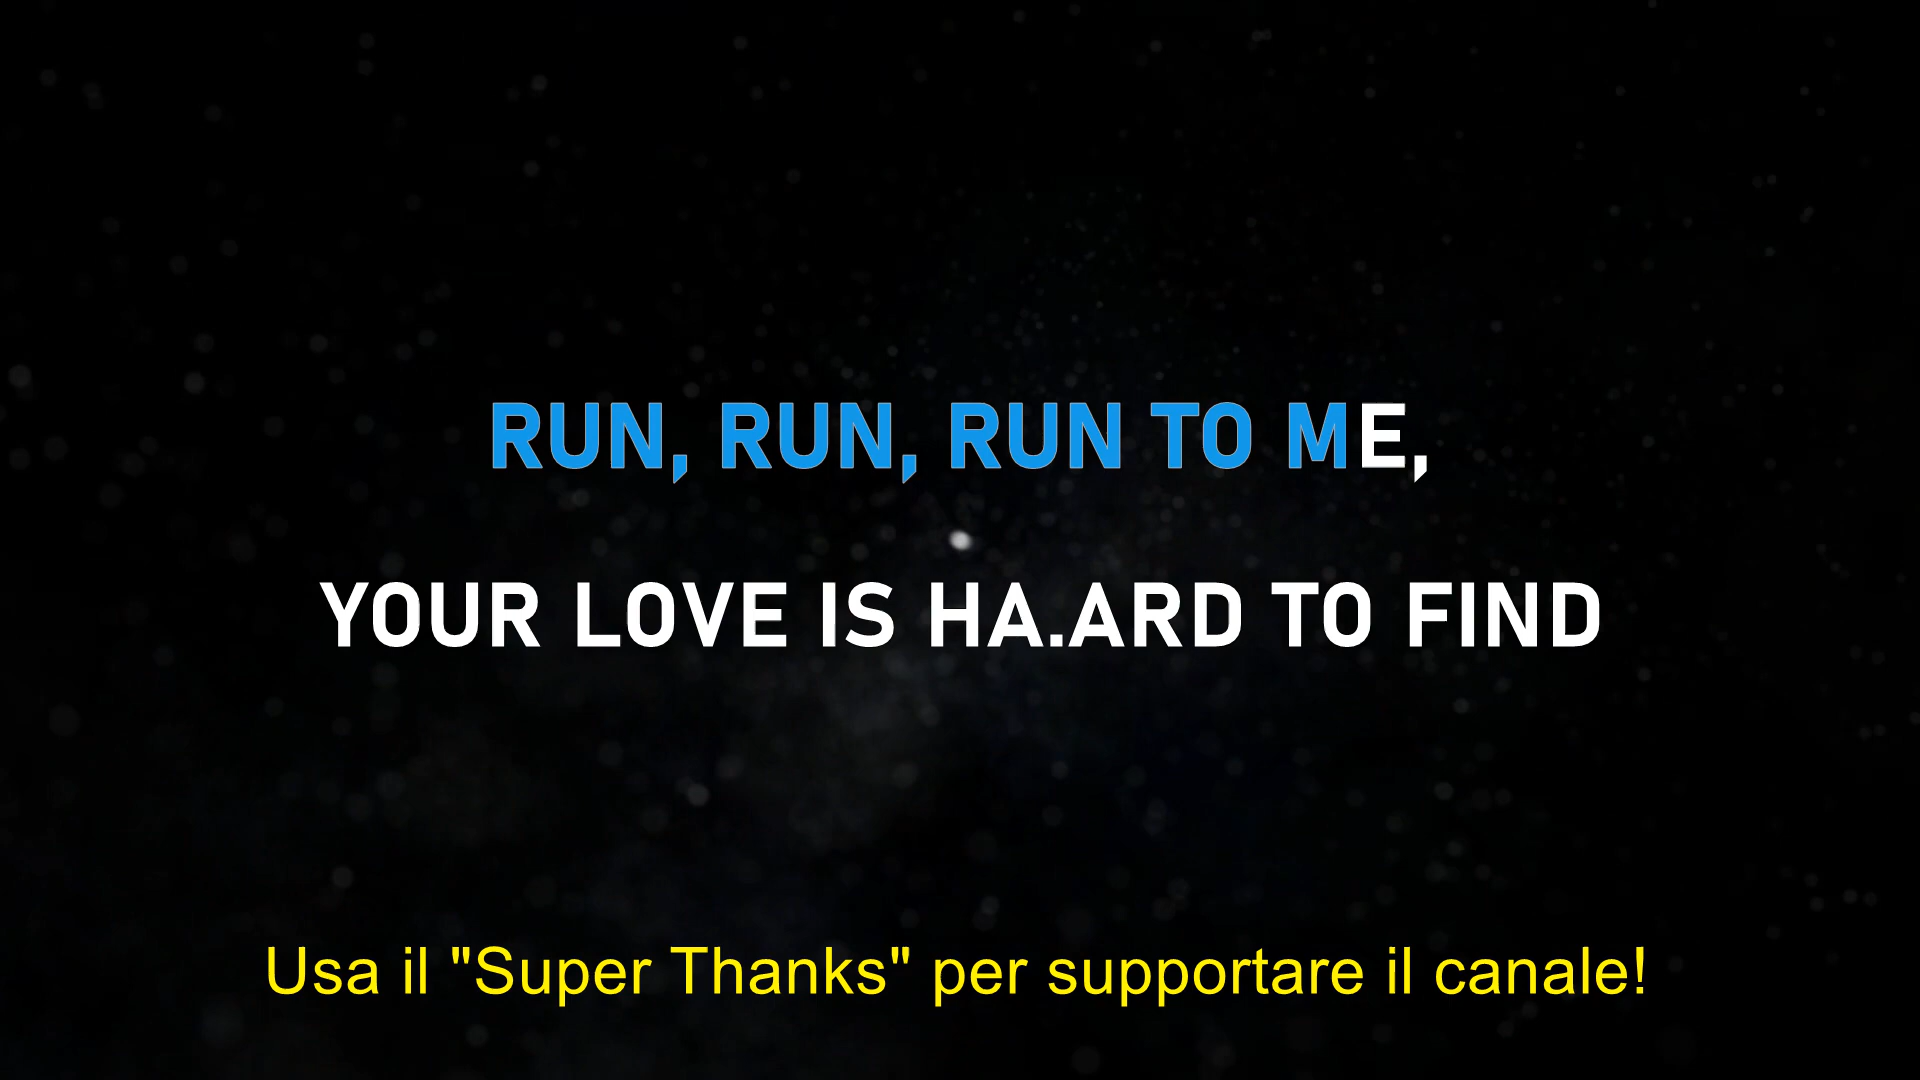 RUN, RUN, RUN TO ME,
YOUR LOVE IS HA.ARD TO FIND
Usa il "Super Thanks" per supportare il canale!